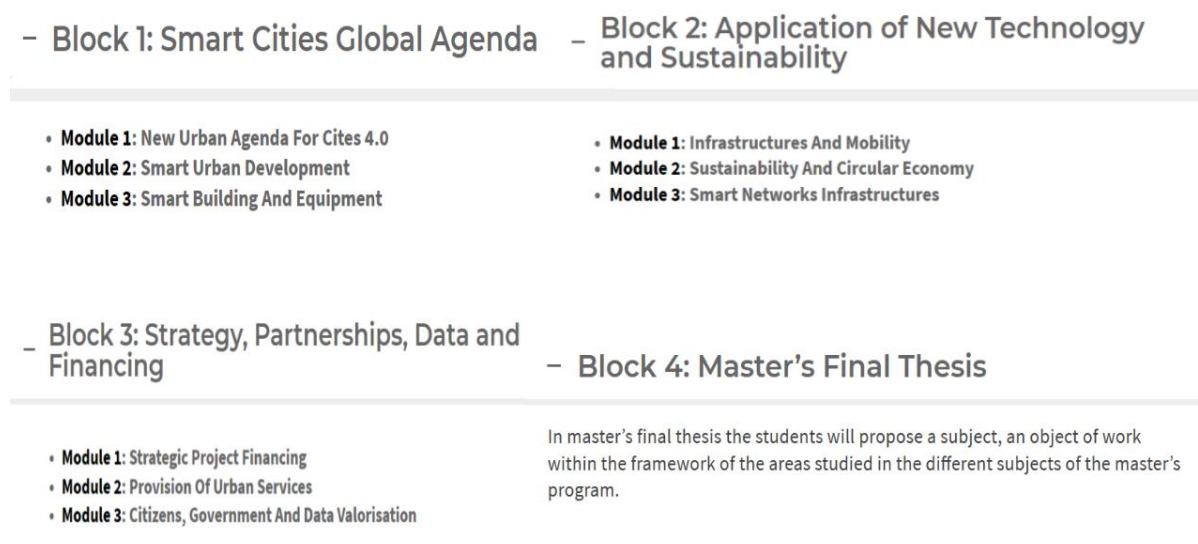 – Block 1: Smart Cities Global Agenda
• Module 1: New Urban Agenda For Cites 4.0
• Module 2: Smart Urban Development
• Module 3: Smart Building And Equipment
– Block 2: Application of New Technology
and Sustainability
• Module 1: Infrastructures And Mobility
• Module 2: Sustainability And Circular Economy
• Module 3: Smart Networks Infrastructures
– Block 3: Strategy, Partnerships, Data and
Financing
• Module 1: Strategic Project Financing
• Module 2: Provision Of Urban Services
• Module 3: Citizens, Government And Data Valorisation
– Block 4: Master’s Final Thesis
In master’s final thesis the students will propose a subject, an object of work
within the framework of the areas studied in the different subjects of the master’s
program.